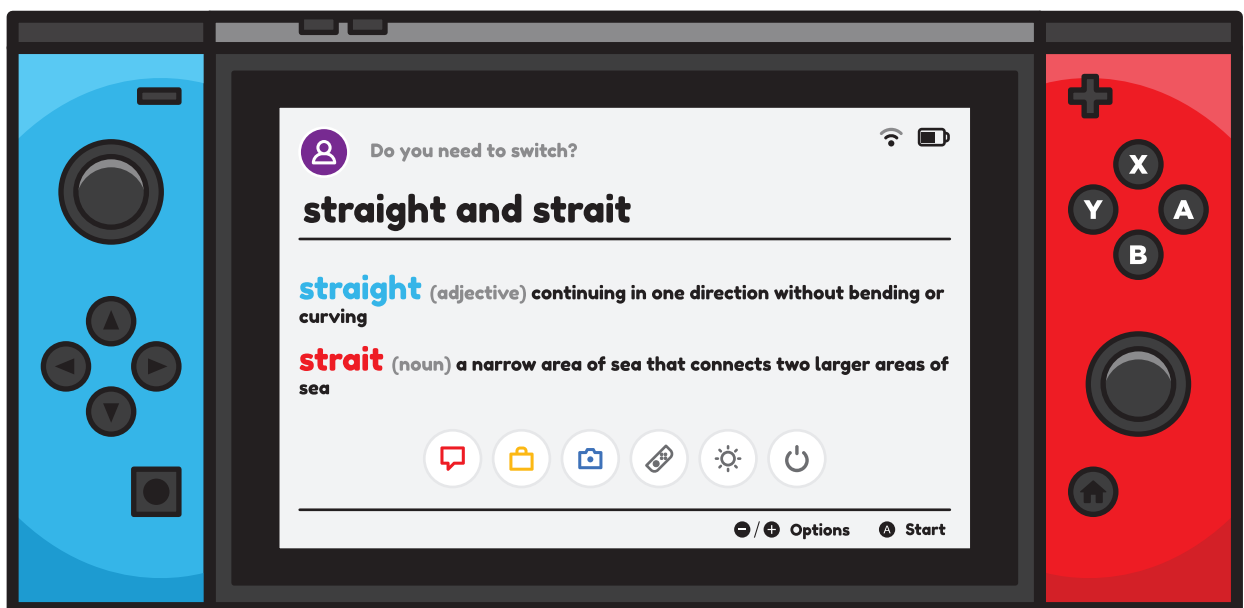 Do you need to switch?
straight and strait
straight (adjective) continuing in one direction without bending or
curving
strait (noun) a narrow area of sea that connects two larger areas of
sea
/ Options A Start
X
Y A
B